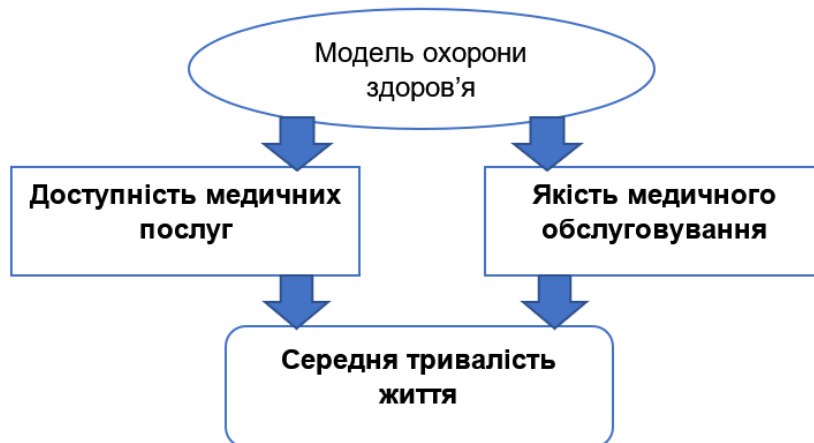 Модель охорони
здоров’я
Доступність медичних
послуг
Якість медичного
обслуговування
Середня тривалість
життя